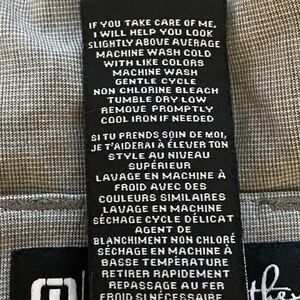 IF YOU TAKE CARE OF ME,
I WILL HELP YOU LOOK
SLIGHTLY ABOVE AVERAGE
MACHINE WASH COLD
WITH LIKE COLORS
MACHINE WASH
GENTLE CYCLE
NON CHLORINE BLEACH
TUMBLE DRY LOW
REMOVE PROMPTLY
COOL IRON IF NEEDED
SI TU PRENDS SOIN DE MOI,
JE T'AIDERAI À ÉLEVER TON
STYLE AU NIVEAU
SUPÉRIEUR
LAVAGE EN MACHINE À
FROID AVEC DES
COULEURS SIMILAIRES
LAVAGE EN MACHINE
SÉCHAGE CYCLE DÉLICAT
AGENT DE
BLANCHIMENT NON CHLORÉ
SÉCHAGE EN MACHINE À
BASSE TEMPÉRATURE
RETIRER RAPIDEMENT
REPASSAGE AU FER
FROID SI NÉCESSAIRE
the